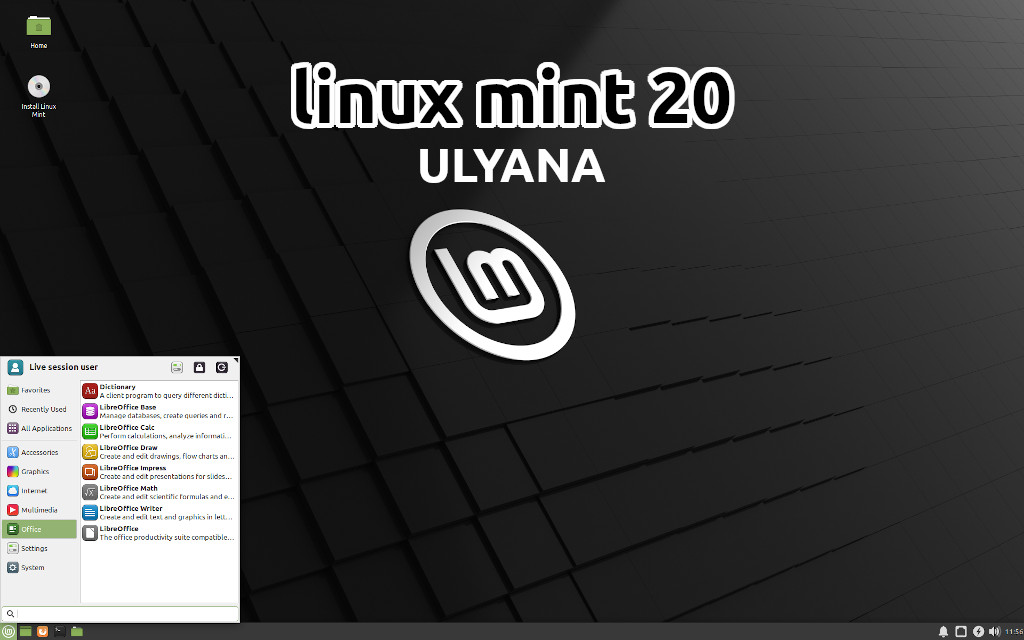 Home
Install Linux
Mint
linux mint 20
ULYANA
Live session user
Favorites
Recently Used
All Applications
Accessories
Graphics
Internet
Multimedia
Office
Settings
System
Dictionary
A client program to query different dicti...
LibreOffice Base
Manage databases, create queries and r...
LibreOffice Calc
Perform calculations, analyze informati...
LibreOffice Draw
Create and edit drawings, flow charts an...
LibreOffice Impress
Create and edit presentations for slides...
LibreOffice Math
Create and edit scientific formulas and e...
LibreOffice Writer
Create and edit text and graphics in lett...
LibreOffice
The office productivity suite compatible...
11:56